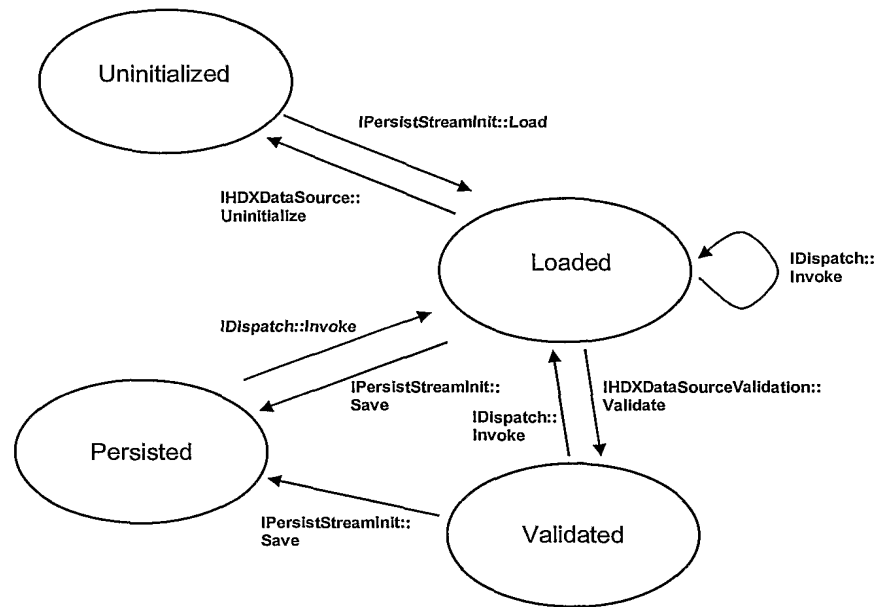 Uninitialized
IPersistStreamInit::Load
IHDXDataSource::
Uninitialize
Loaded
IDispatch::
Invoke
IDispatch::Invoke
IPersistStreamInit::
Save
IHDXDataSourceValidation::
Validate
IDispatch::
Invoke
Persisted
IPersistStreamInit::
Save
Validated